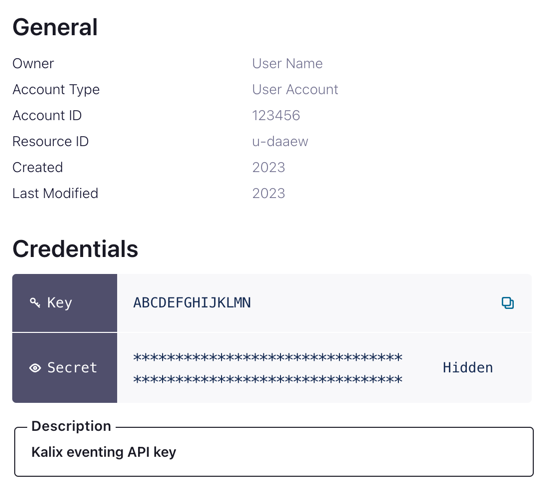 General
Owner User Name
Account Type User Account
Account ID 123456
Resource ID u-daaew
Created 2023
Last Modified 2023
Credentials
Key ABCDEFGHIJKLMN
Secret ******************************** Hidden
********************************
Description
Kalix eventing API key